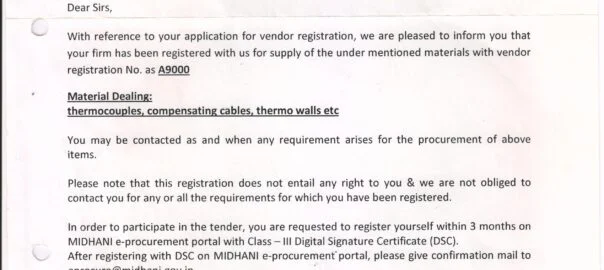 Dear Sirs,
With reference to your application for vendor registration, we are pleased to inform you that
your firm has been registered with us for supply of the under mentioned materials with vendor
registration No. as A9000
Material Dealing:
thermocouples, compensating cables, thermo walls etc
You may be contacted as and when any requirement arises for the procurement of above
items.
Please note that this registration does not entail any right to you & we are not obliged to
contact you for any or all the requirements for which you have been registered.
In order to participate in the tender, you are requested to register yourself within 3 months on
MIDHANI e-procurement portal with Class – III Digital Signature Certificate (DSC).
After registering with DSC on MIDHANI e-procurement portal, please give confirmation mail to